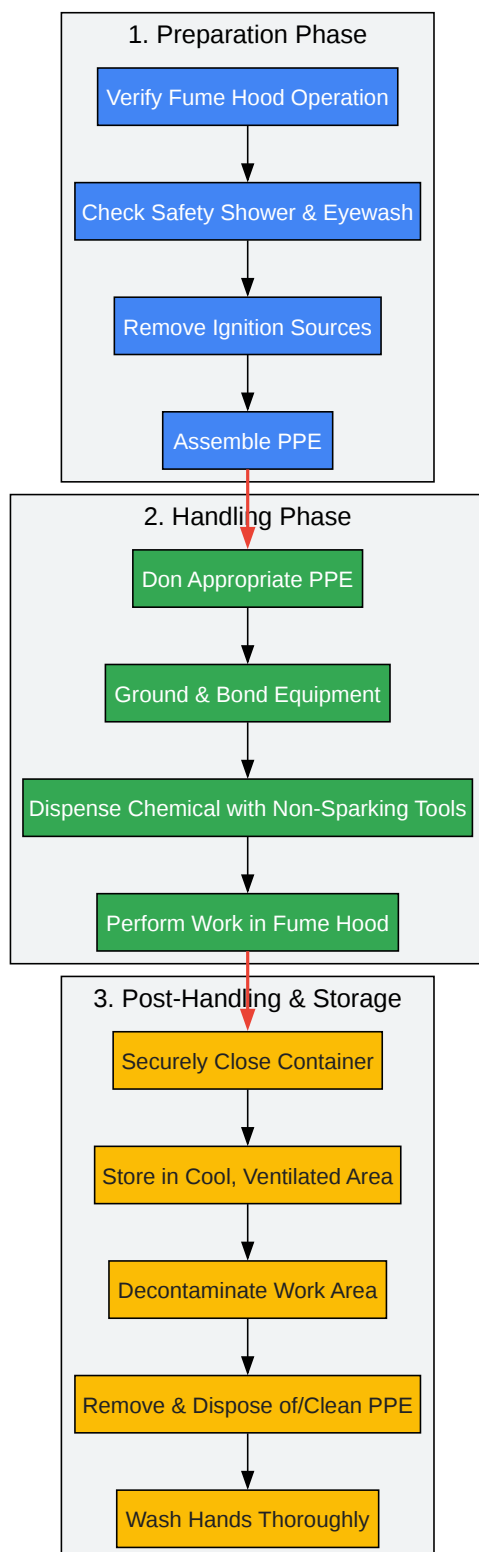 1. Preparation Phase
Verify Fume Hood Operation
Check Safety Shower & Eyewash
Remove Ignition Sources
Assemble PPE
2. Handling Phase
Don Appropriate PPE
Ground & Bond Equipment
Dispense Chemical with Non-Sparking Tools
Perform Work in Fume Hood
3. Post-Handling & Storage
Securely Close Container
Store in Cool, Ventilated Area
Decontaminate Work Area
Remove & Dispose of/Clean PPE
Wash Hands Thoroughly